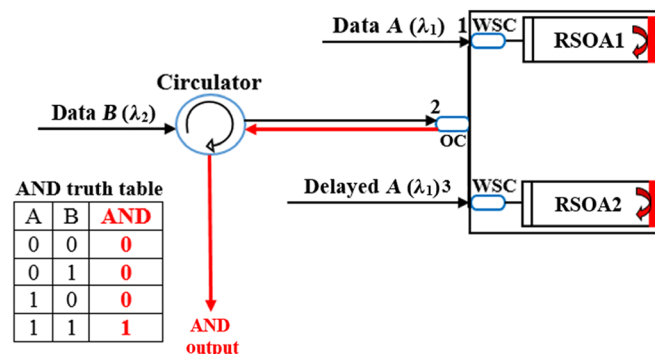 Data A (λ₁) 1 WSC RSOA1
Circulator
Data B (λ₂)
2
OC
Delayed A (λ₁)3 WSC RSOA2
AND truth table
A B AND
0 0 0
0 1 0
1 0 0
1 1 1
AND
output